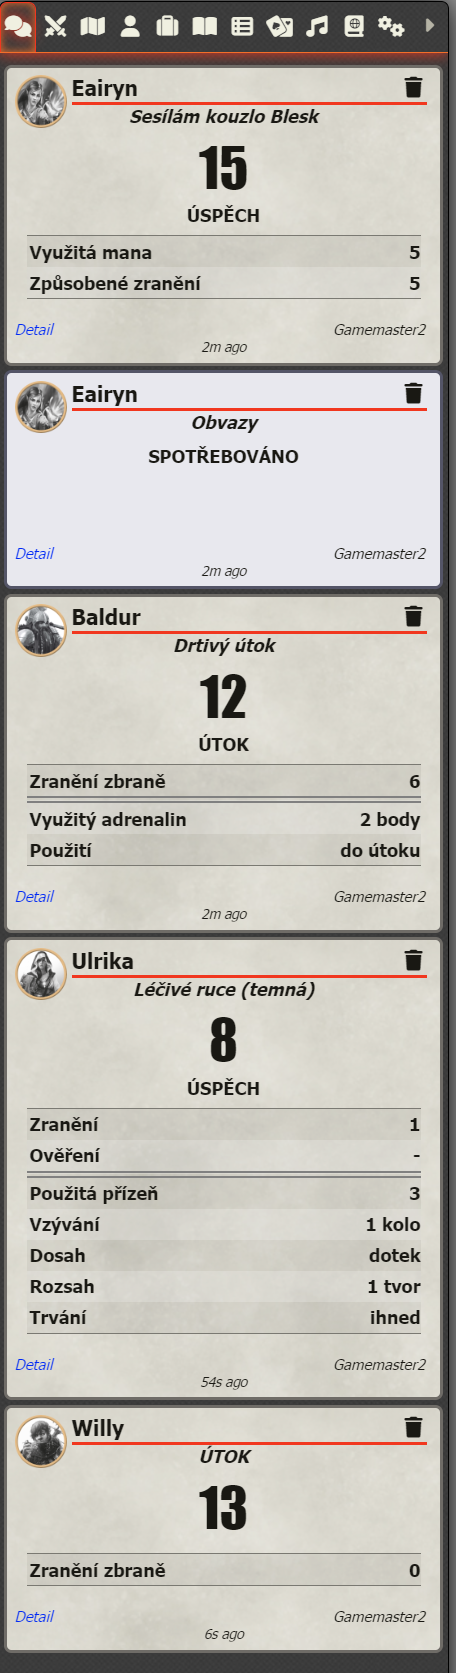 Eairyn
Sesílám kouzlo Blesk
15
ÚSPĚCH
Využitá mana 5
Způsobené zranění 5
Detail Gamemaster2
2m ago
Eairyn
Obvazy
SPOTŘEBOVÁNO
Detail Gamemaster2
2m ago
Baldur
Drtivý útok
12
ÚTOK
Zranění zbraně 6
Využitý adrenalin 2 body
Použití do útoku
Detail Gamemaster2
2m ago
Ulrika
Léčivé ruce (temná)
8
ÚSPĚCH
Zranění 1
Ověření -
Použitá přízeň 3
Vzývání 1 kolo
Dosah dotek
Rozsah 1 tvor
Trvání ihned
Detail Gamemaster2
54s ago
Willy
ÚTOK
13
Zranění zbraně 0
Detail Gamemaster2
6s ago